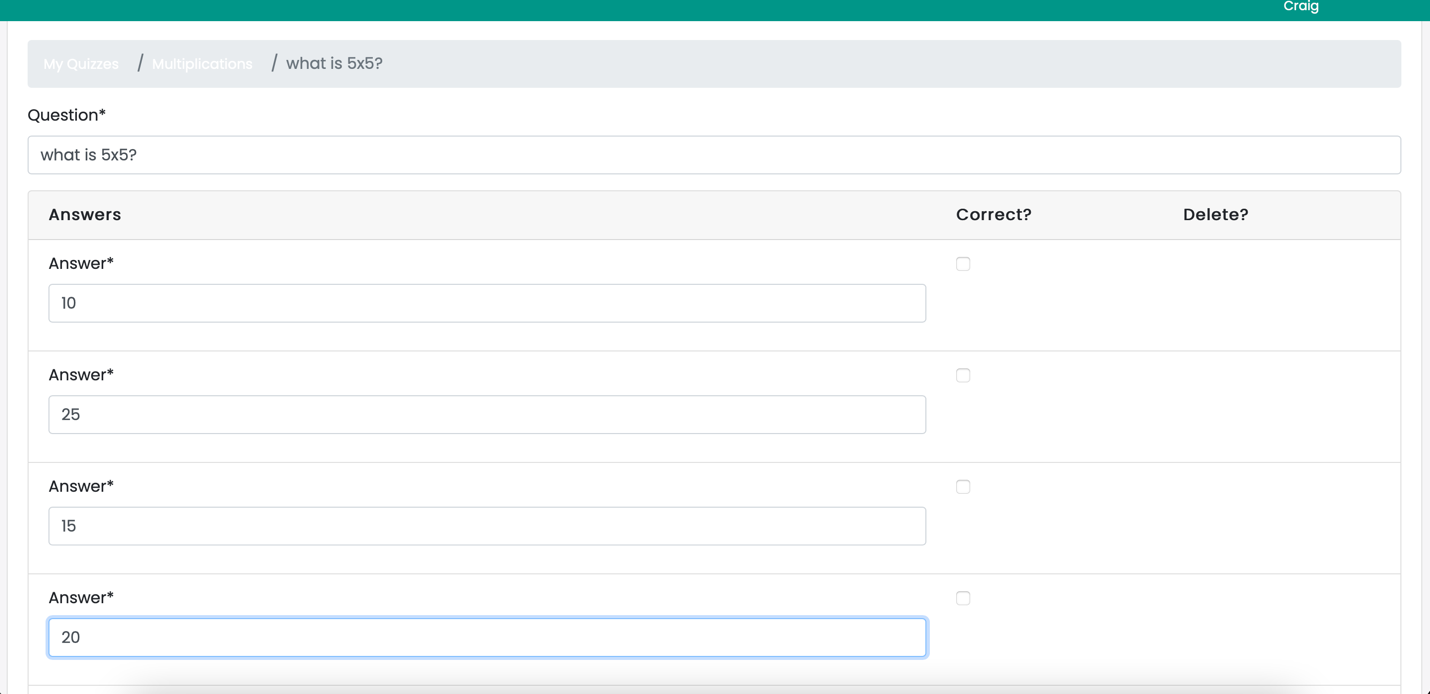 Craig
My Quizzes / Multiplications / what is 5x5?
Question*
what is 5x5?
Answers Correct? Delete?
Answer*
10
Answer*
25
Answer*
15
Answer*
20